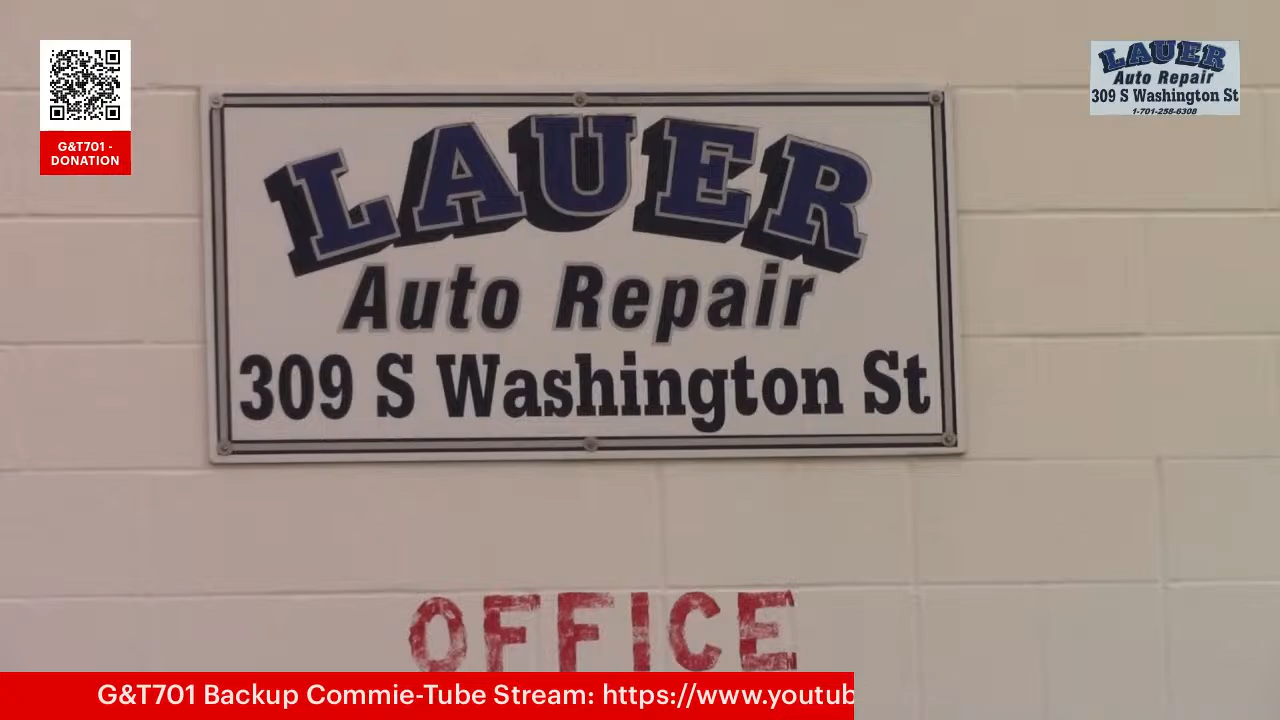 G&T701 -
DONATION
LAUER
Auto Repair
309 S Washington St
1-701-258-6308
LAUER
Auto Repair
309 S Washington St
OFFICE
G&T701 Backup Commie-Tube Stream: https://www.youtub